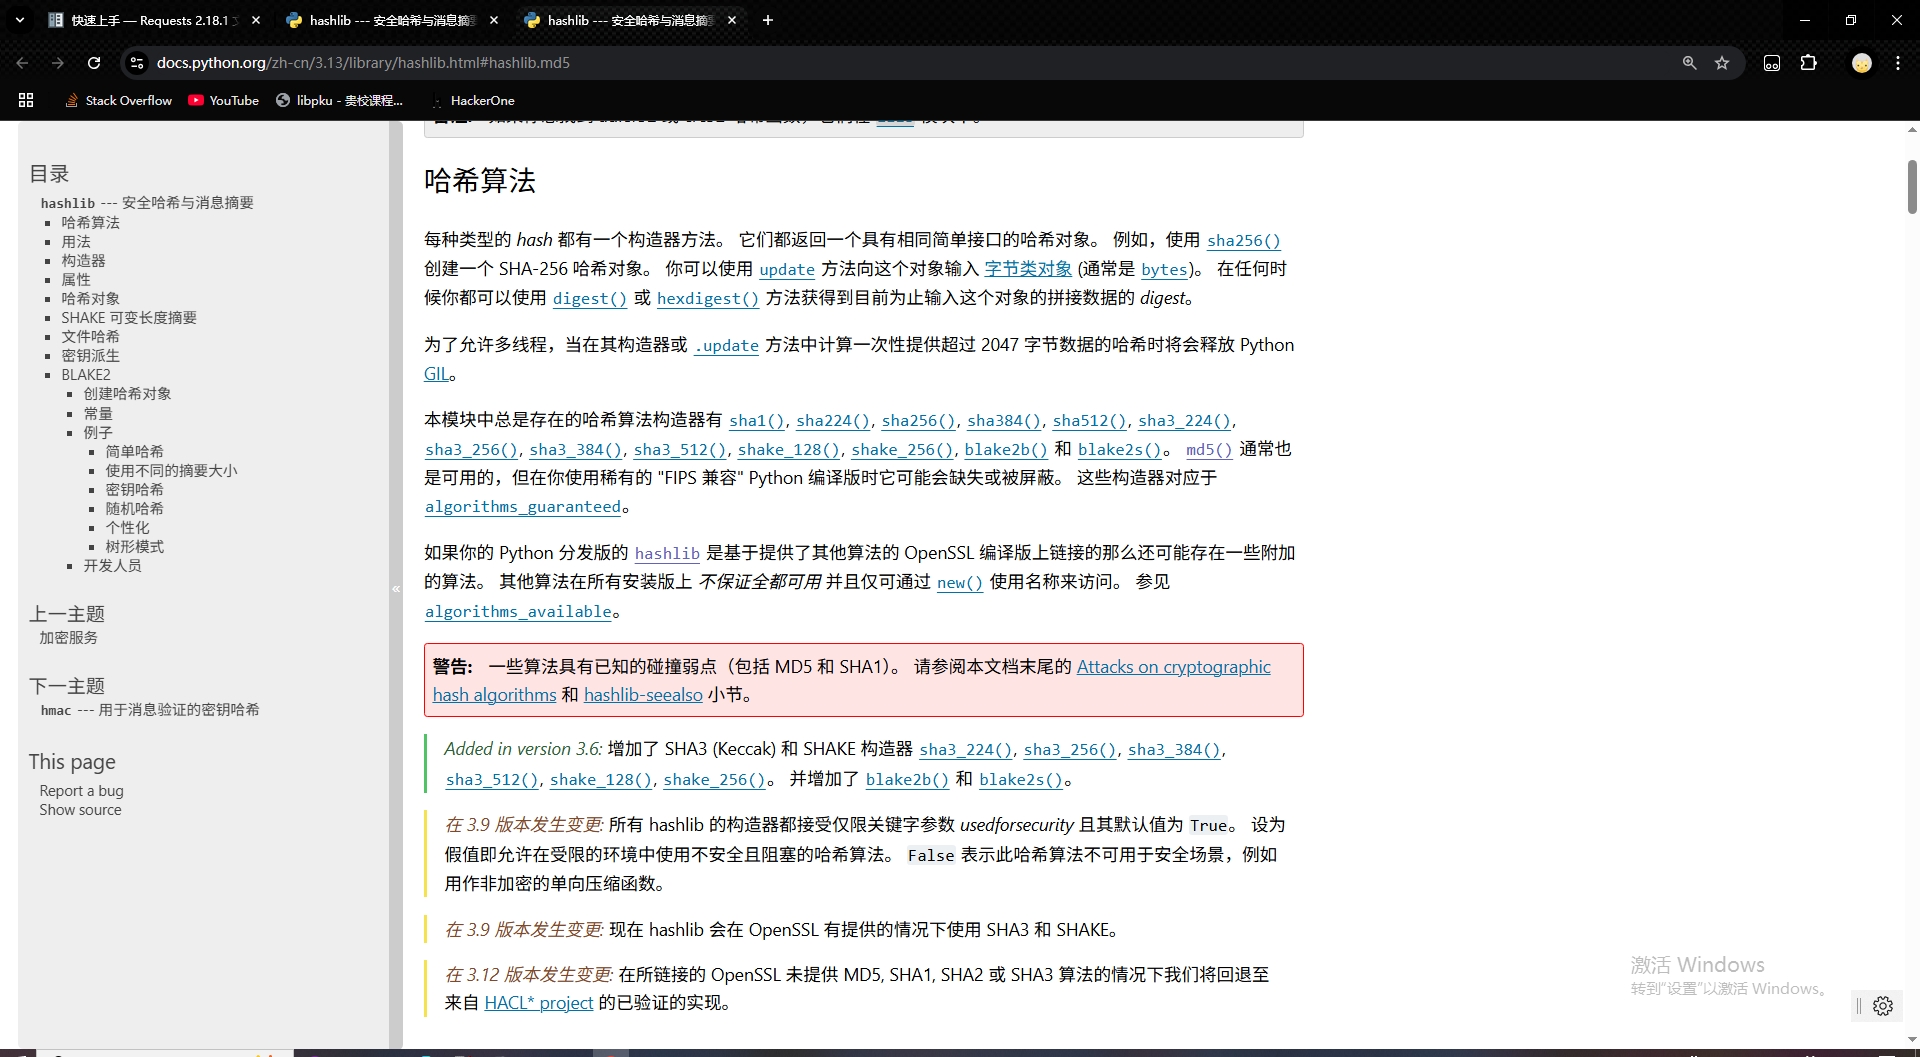 快速上手 — Requests 2.18.1
hashlib --- 安全哈希与消息摘
hashlib --- 安全哈希与消息摘
docs.python.org/zh-cn/3.13/library/hashlib.html#hashlib.md5
Stack Overflow
YouTube
libpku - 贵校课程...
HackerOne
目录
hashlib --- 安全哈希与消息摘要
哈希算法
用法
构造器
属性
哈希对象
SHAKE 可变长度摘要
文件哈希
密钥派生
BLAKE2
创建哈希对象
常量
例子
简单哈希
使用不同的摘要大小
密钥哈希
随机哈希
个性化
树形模式
开发人员
上一主题
加密服务
下一主题
hmac --- 用于消息验证的密钥哈希
This page
Report a bug
Show source
«
哈希算法
每种类型的 hash 都有一个构造器方法。 它们都返回一个具有相同简单接口的哈希对象。 例如，使用 sha256()
创建一个 SHA-256 哈希对象。 你可以使用 update 方法向这个对象输入 字节类对象 (通常是 bytes)。 在任何时
候你都可以使用 digest() 或 hexdigest() 方法获得到目前为止输入这个对象的拼接数据的 digest。
为了允许多线程，当在其构造器或 .update 方法中计算一次性提供超过 2047 字节数据的哈希时将会释放 Python
GIL。
本模块中总是存在的哈希算法构造器有 sha1(), sha224(), sha256(), sha384(), sha512(), sha3_224(),
sha3_256(), sha3_384(), sha3_512(), shake_128(), shake_256(), blake2b() 和 blake2s()。 md5() 通常也
是可用的，但在你使用稀有的 "FIPS 兼容" Python 编译版时它可能会缺失或被屏蔽。 这些构造器对应于
algorithms_guaranteed。
如果你的 Python 分发版的 hashlib 是基于提供了其他算法的 OpenSSL 编译版上链接的那么还可能存在一些附加
的算法。 其他算法在所有安装版上 不保证全都可用 并且仅可通过 new() 使用名称来访问。 参见
algorithms_available。
警告: 一些算法具有已知的碰撞弱点（包括 MD5 和 SHA1）。 请参阅本文档末尾的 Attacks on cryptographic
hash algorithms 和 hashlib-seealso 小节。
Added in version 3.6: 增加了 SHA3 (Keccak) 和 SHAKE 构造器 sha3_224(), sha3_256(), sha3_384(),
sha3_512(), shake_128(), shake_256()。 并增加了 blake2b() 和 blake2s()。
在 3.9 版本发生变更: 所有 hashlib 的构造器都接受仅限关键字参数 usedforsecurity 且其默认值为 True。 设为
假值即允许在受限的环境中使用不安全且阻塞的哈希算法。 False 表示此哈希算法不可用于安全场景，例如
用作非加密的单向压缩函数。
在 3.9 版本发生变更: 现在 hashlib 会在 OpenSSL 有提供的情况下使用 SHA3 和 SHAKE。
在 3.12 版本发生变更: 在所链接的 OpenSSL 未提供 MD5, SHA1, SHA2 或 SHA3 算法的情况下我们将回退至
来自 HACL* project 的已验证的实现。
激活 Windows
转到“设置”以激活 Windows。